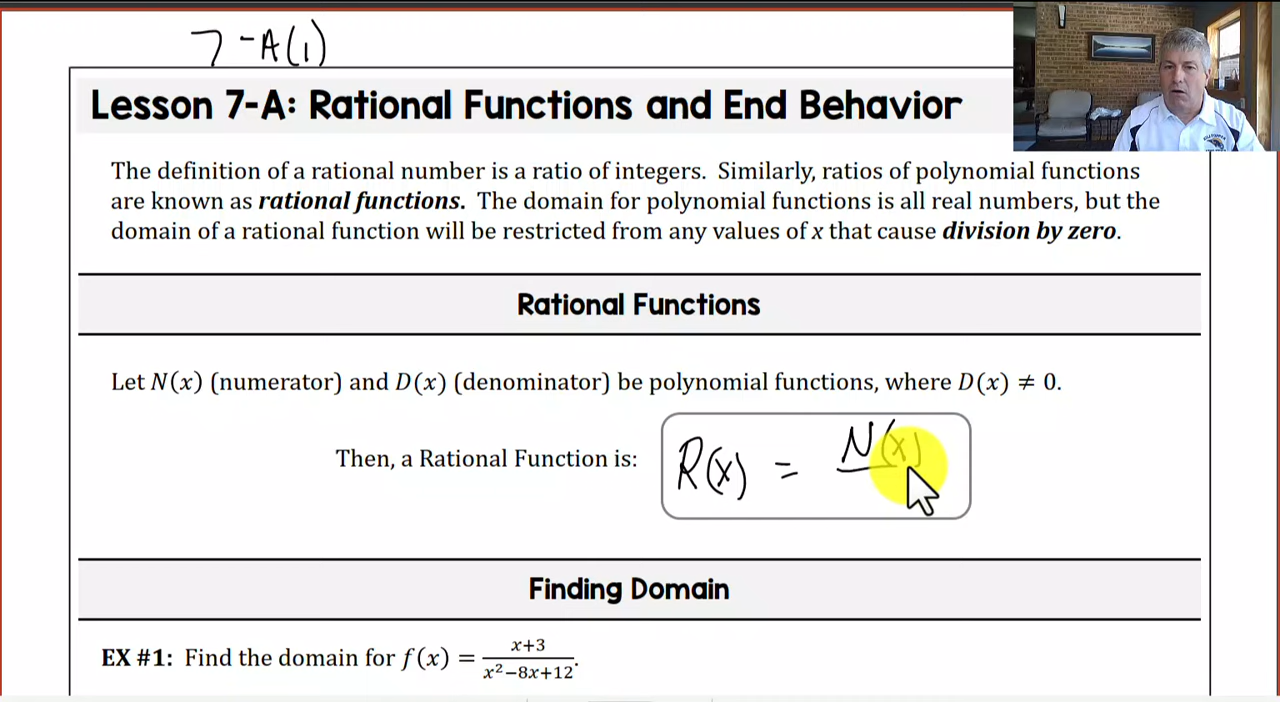 7-A(1)
Lesson 7-A: Rational Functions and End Behavior
The definition of a rational number is a ratio of integers. Similarly, ratios of polynomial functions
are known as rational functions. The domain for polynomial functions is all real numbers, but the
domain of a rational function will be restricted from any values of x that cause division by zero.
Rational Functions
Let N(x) (numerator) and D(x) (denominator) be polynomial functions, where D(x) ≠ 0.
Then, a Rational Function is: R(x) = N(x)
Finding Domain
EX #1: Find the domain for f(x) = x+3 / x²−8x+12.